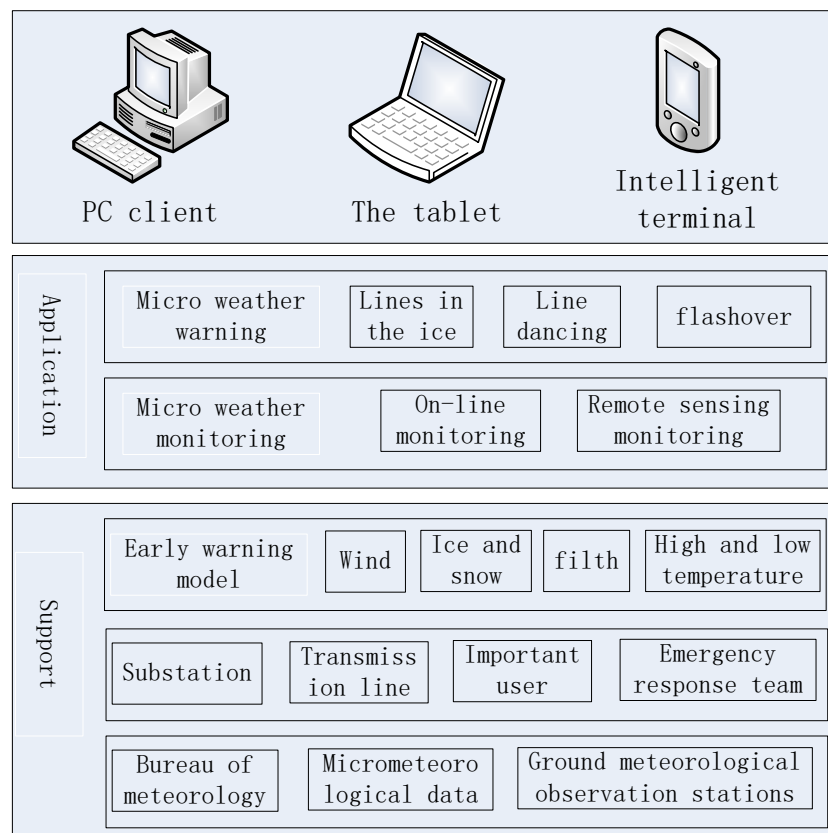 PC client
The tablet
Intelligent
terminal
Application
Micro weather
warning
Lines in
the ice
Line
dancing
flashover
Micro weather
monitoring
On-line
monitoring
Remote sensing
monitoring
Support
Early warning
model
Wind
Ice and
snow
filth
High and low
temperature
Substation
Transmiss
ion line
Important
user
Emergency
response team
Bureau of
meteorology
Micrometeoro
logical data
Ground meteorological
observation stations